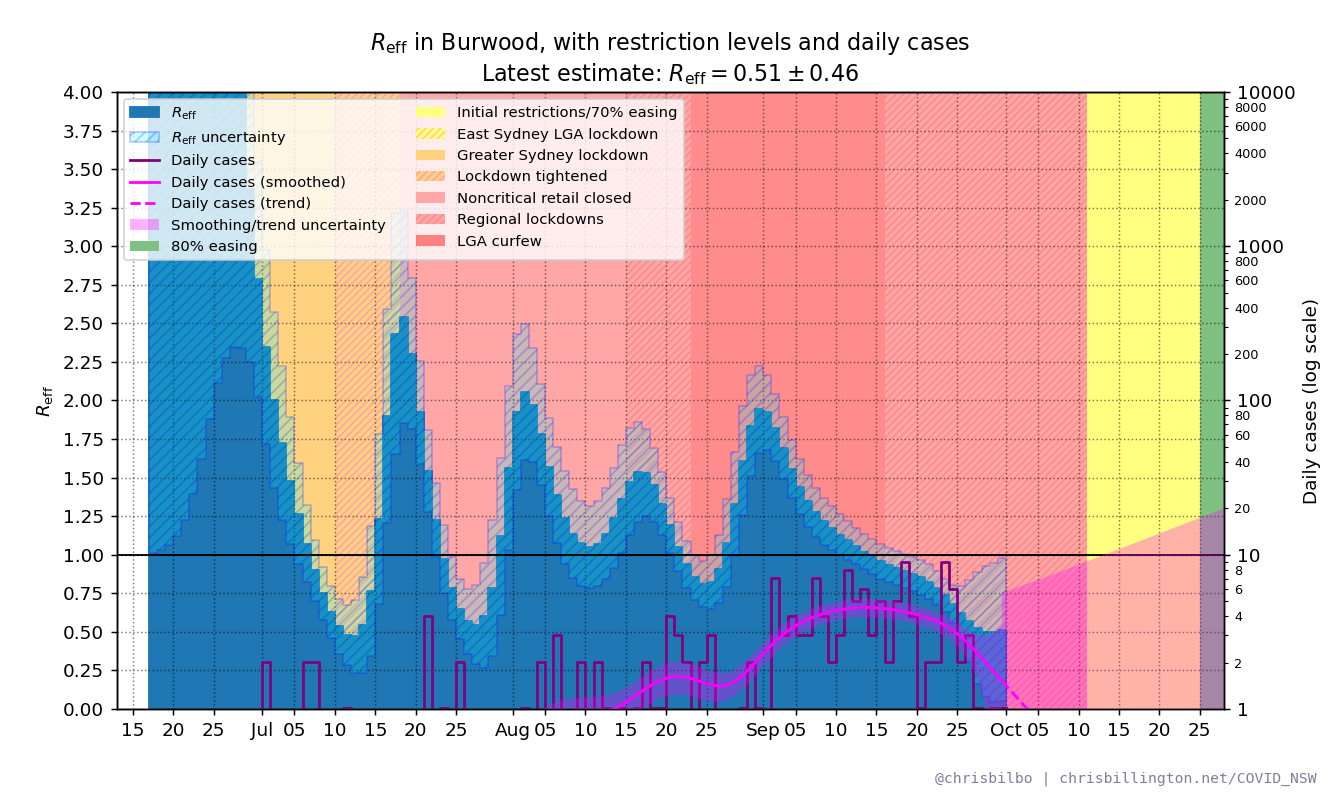 Reff in Burwood, with restriction levels and daily cases
Latest estimate: Reff = 0.51 ± 0.46
Reff
Reff uncertainty
Daily cases
Daily cases (smoothed)
Daily cases (trend)
Smoothing/trend uncertainty
80% easing
Initial restrictions/70% easing
East Sydney LGA lockdown
Greater Sydney lockdown
Lockdown tightened
Noncritical retail closed
Regional lockdowns
LGA curfew
Reff
4.00
3.75
3.50
3.25
3.00
2.75
2.50
2.25
2.00
1.75
1.50
1.25
1.00
0.75
0.50
0.25
0.00
10000
8000
6000
4000
2000
1000
800
600
400
200
100
80
60
40
20
10
8
6
4
2
1
Daily cases (log scale)
15 20 25 Jul 05 10 15 20 25 Aug 05 10 15 20 25 Sep 05 10 15 20 25 Oct 05 10 15 20 25
@chrisbilbo | chrisbillington.net/COVID_NSW